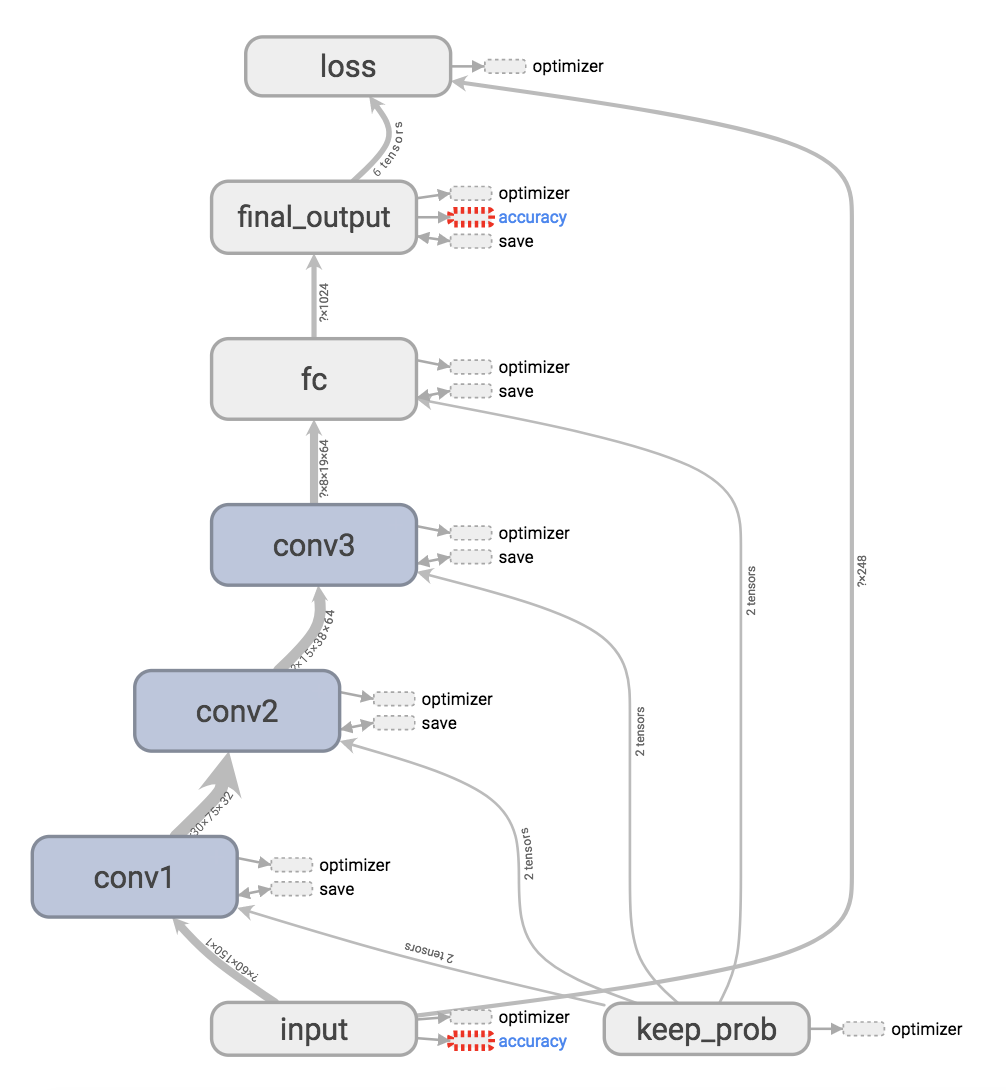 loss
optimizer
6 tensors
final_output
optimizer
accuracy
save
?×1024
fc
optimizer
save
?×8×19×64
conv3
optimizer
save
?×248
2 tensors
?×15×38×64
conv2
optimizer
save
2 tensors
×30×75×32
2 tensors
conv1
optimizer
save
2 tensors
?×60×150×1
input
optimizer
accuracy
keep_prob
optimizer